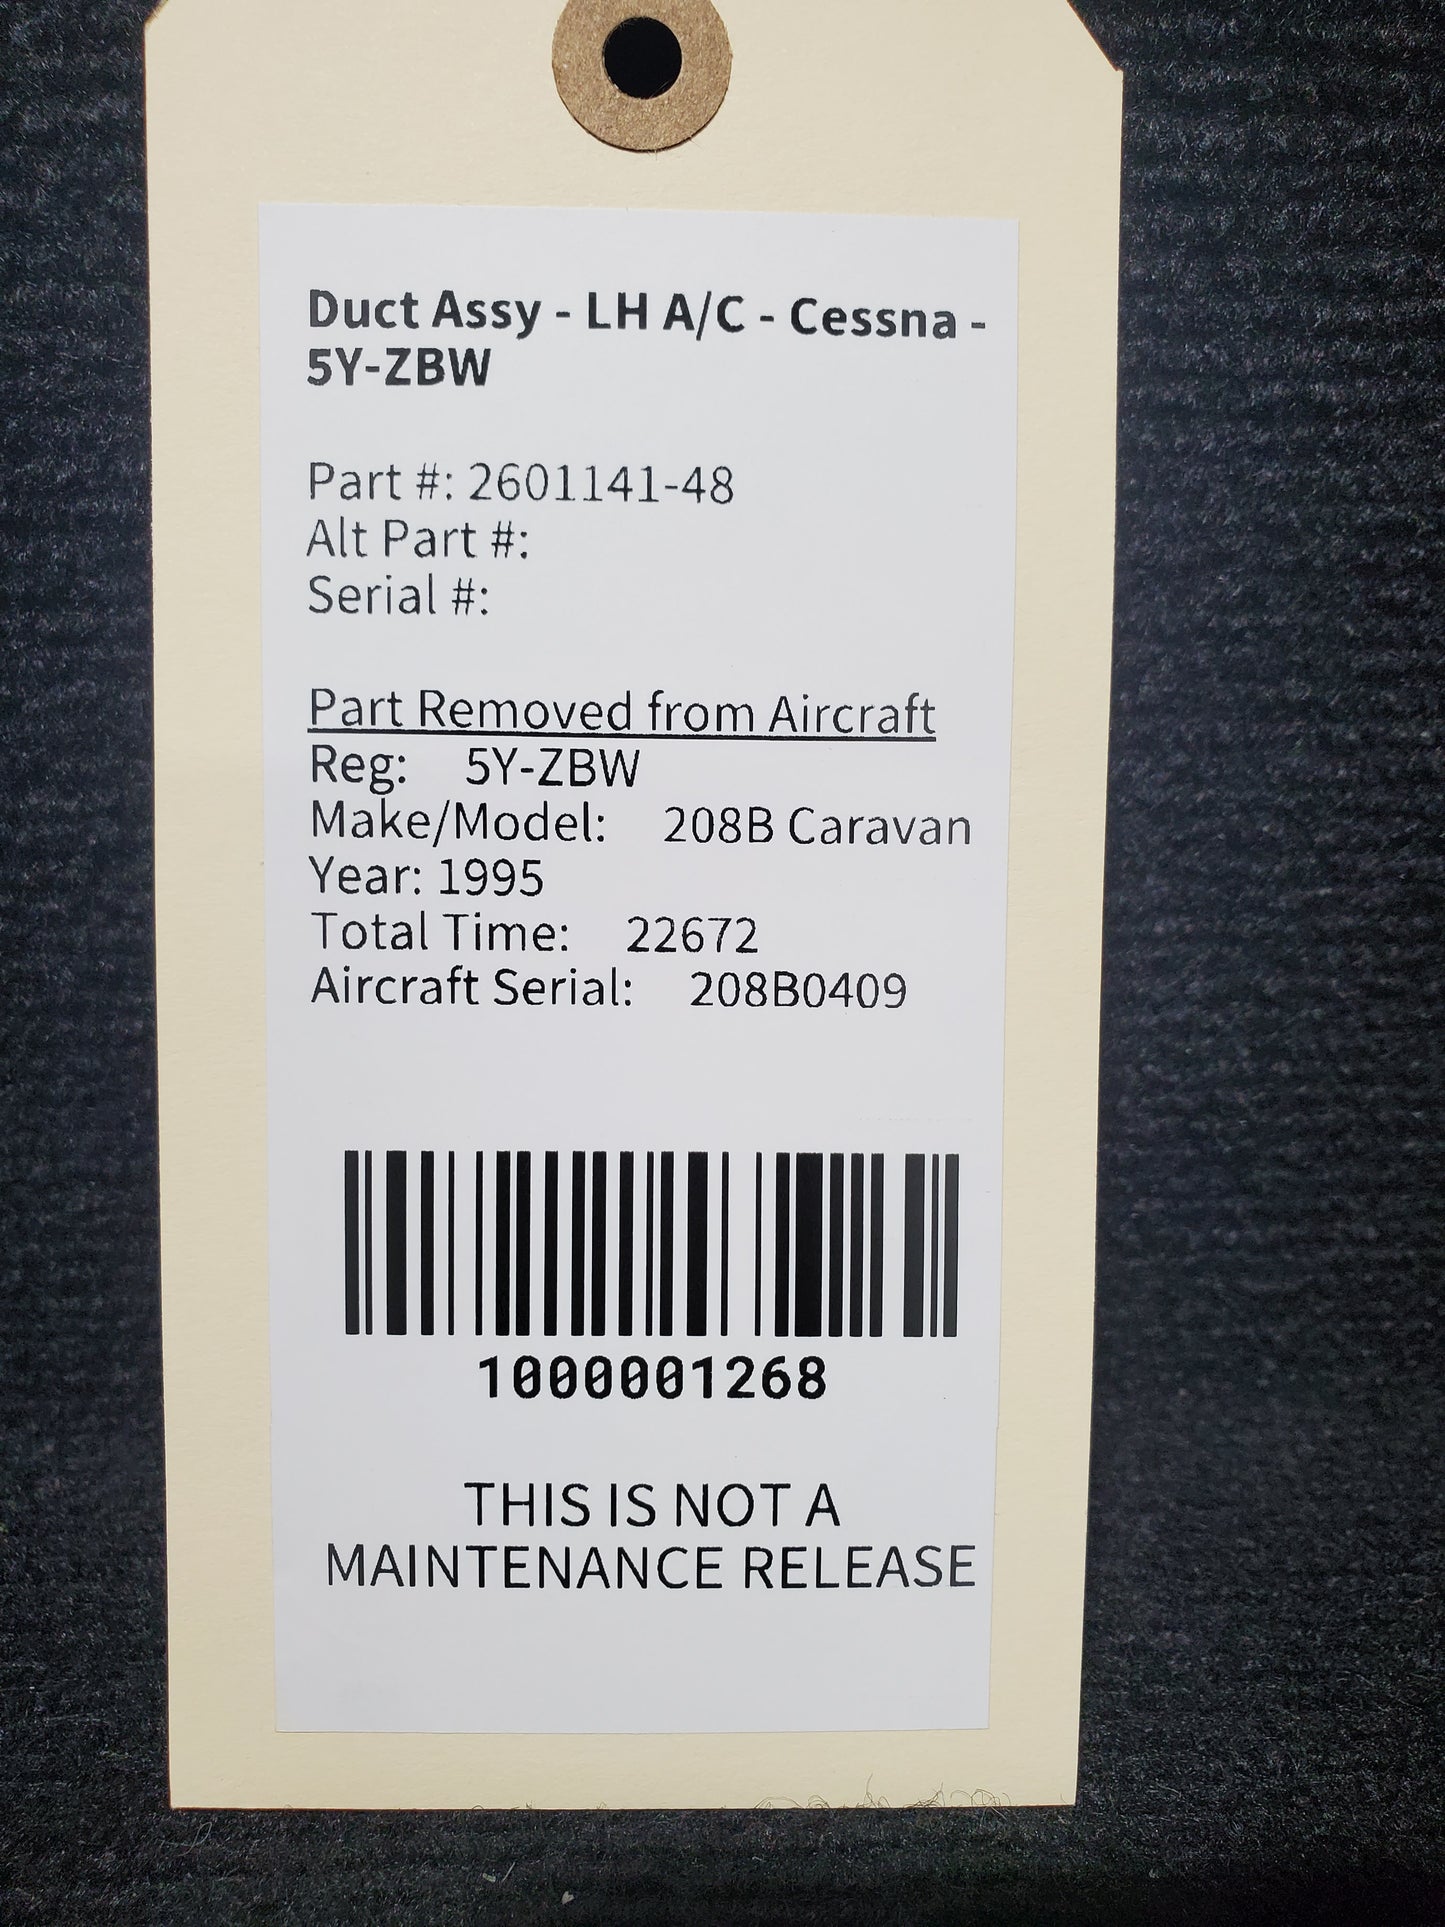 Duct Assy - LH A/C - Cessna -
5Y-ZBW
Part #: 2601141-48
Alt Part #:
Serial #:
Part Removed from Aircraft
Reg: 5Y-ZBW
Make/Model: 208B Caravan
Year: 1995
Total Time: 22672
Aircraft Serial: 208B0409
1000001268
THIS IS NOT A
MAINTENANCE RELEASE